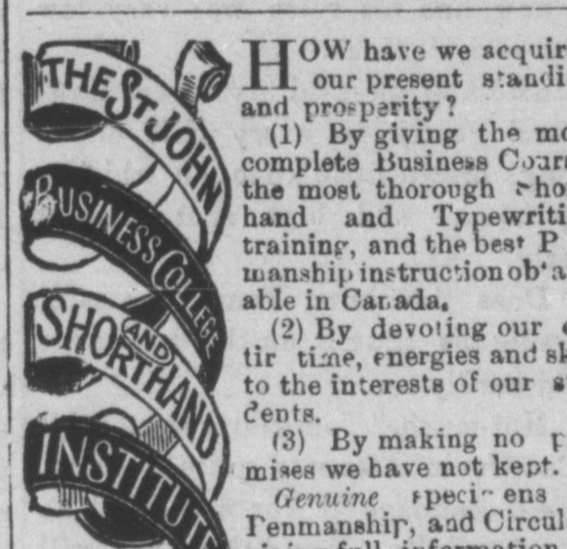 THE ST JOHN
BUSINESS COLLEGE
AND
SHORTHAND
INSTITUTE
HOW have we acquir
our present standi
and prosperity?
(1) By giving the mo
complete Business Cour
the most thorough Shor
hand and Typewriti
training, and the best P
manship instruction ob'a
able in Canada.
(2) By devoting our e
tir time, energies and sk
to the interests of our s
dents.
(3) By making no p
mises we have not kept.
Genuine speci ens
Penmanship, and Circul
full information